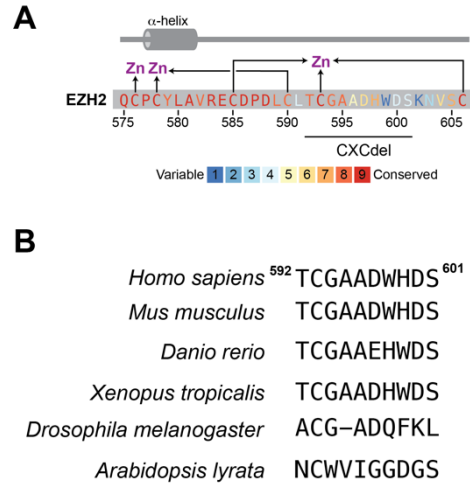 A
α-helix
Zn Zn Zn
EZH2 QCPCYLAVRECDPDLCLTCGAADHWDSKNVSC
575 580 585 590 595 600 605
CXCdel
Variable 1 2 3 4 5 6 7 8 9 Conserved
B
Homo sapiens 592 TCGAADWHDS 601
Mus musculus TCGAADWHDS
Danio rerio TCGAAEHWDS
Xenopus tropicalis TCGAADHWDS
Drosophila melanogaster ACG–ADQFKL
Arabidopsis lyrata NCWVIGGDGS